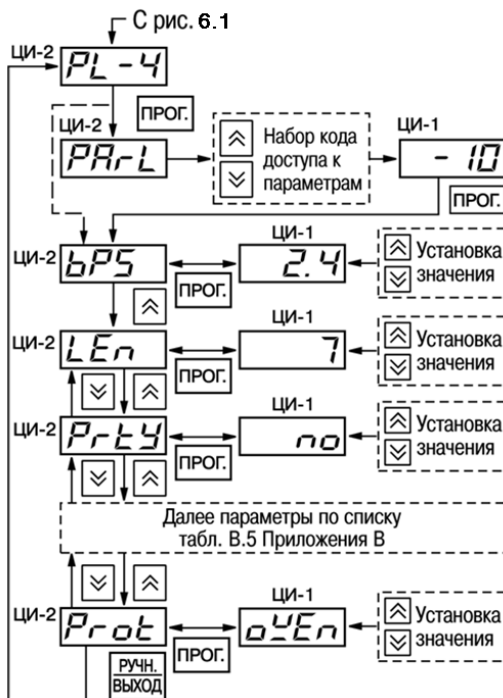 С рис. 6.1
ЦИ-2
PL-4
ПРОГ.
ЦИ-2
PArL
Набор кода
доступа к
параметрам
ЦИ-1
-10
ПРОГ.
ЦИ-2
bPS
ПРОГ.
ЦИ-1
2.4
Установка
значения
ЦИ-2
LEn
ПРОГ.
ЦИ-1
7
Установка
значения
ЦИ-2
PrtY
ПРОГ.
ЦИ-1
no
Установка
значения
Далее параметры по списку
табл. В.5 Приложения В
ЦИ-2
Prot
РУЧН.
ВЫХОД
ПРОГ.
ЦИ-1
Установка
значения